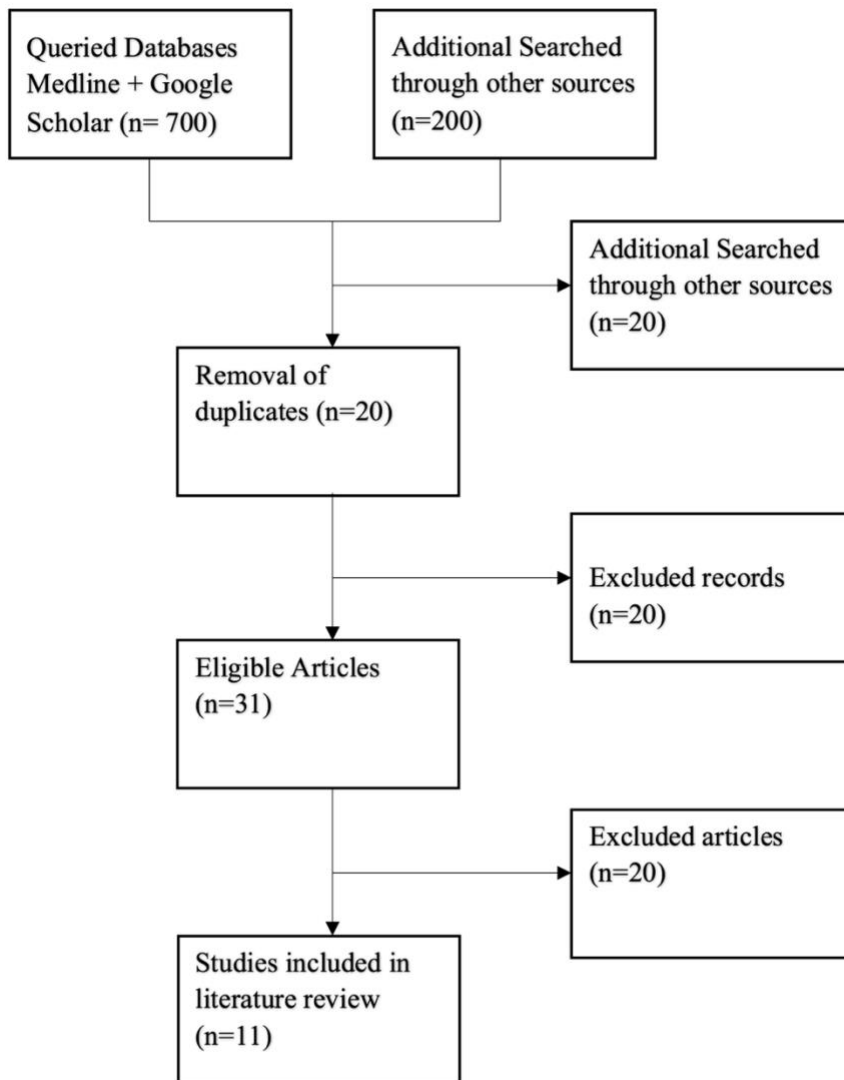 Queried Databases
Medline + Google
Scholar (n= 700)
Additional Searched
through other sources
(n=200)
Additional Searched
through other sources
(n=20)
Removal of
duplicates (n=20)
Excluded records
(n=20)
Eligible Articles
(n=31)
Excluded articles
(n=20)
Studies included in
literature review
(n=11)